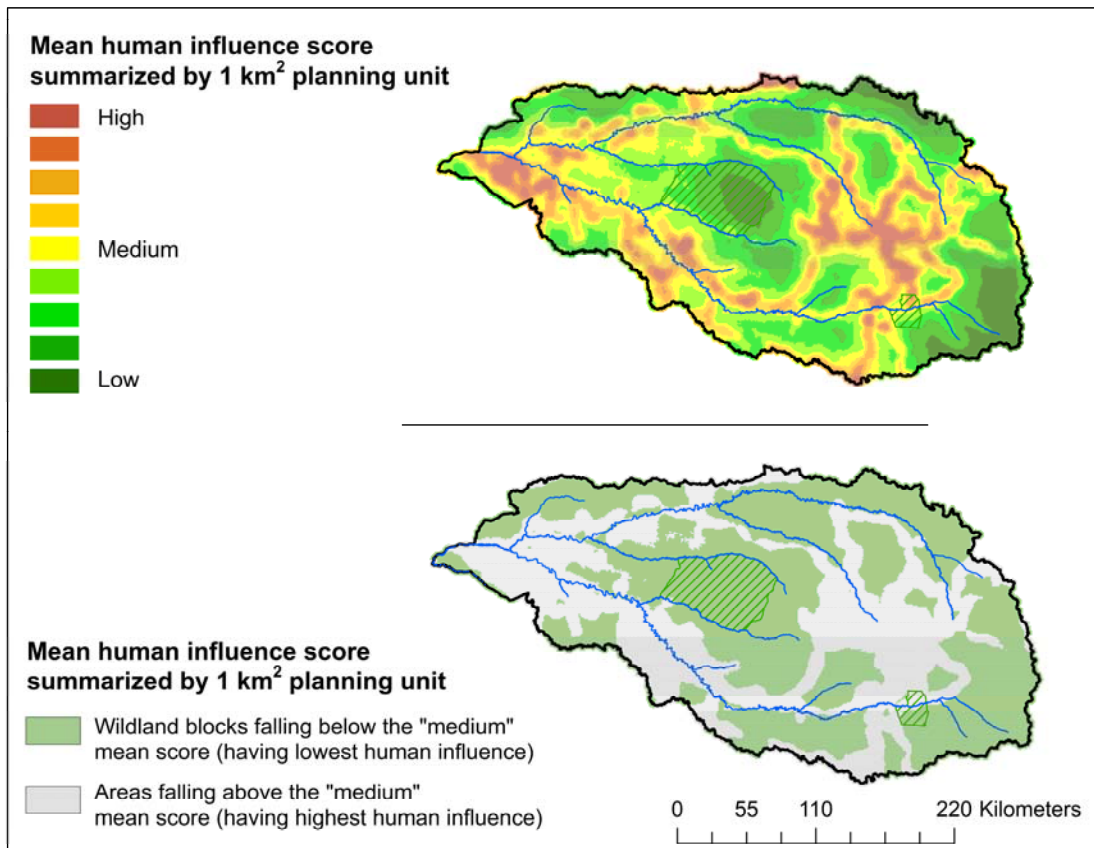 Mean human influence score
summarized by 1 km² planning unit
High
Medium
Low
Mean human influence score
summarized by 1 km² planning unit
Wildland blocks falling below the "medium"
mean score (having lowest human influence)
Areas falling above the "medium"
mean score (having highest human influence)
0 55 110 220 Kilometers